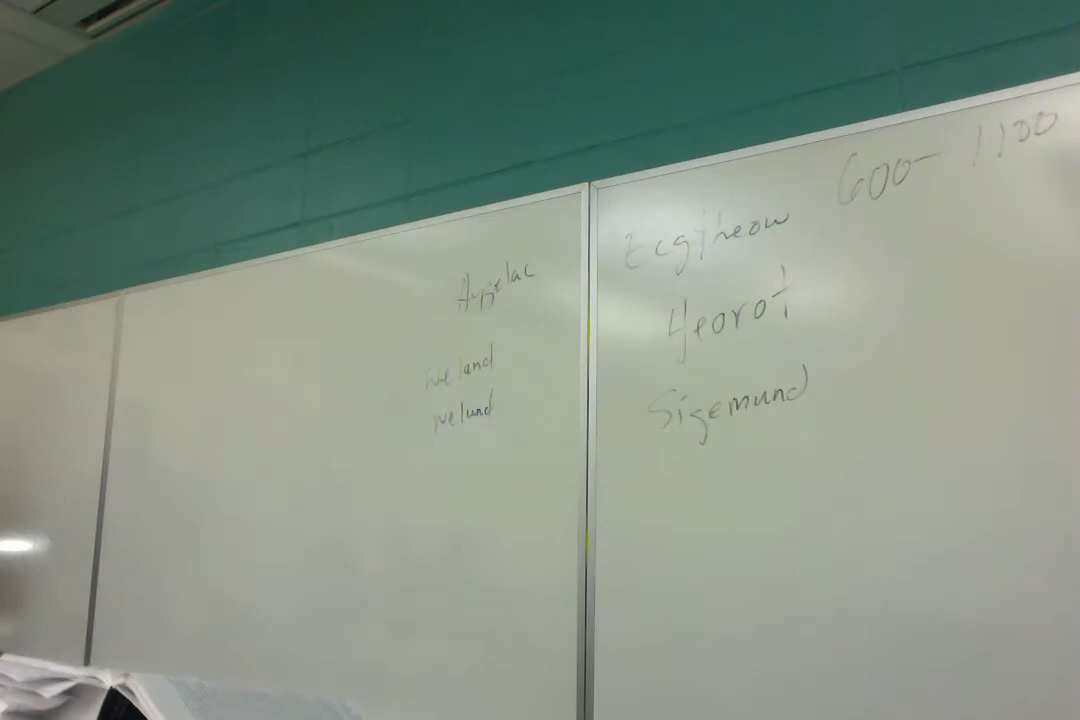 Hygelac
Weland
Welund
600-1100
Ecgtheow
Heorot
Sigemund